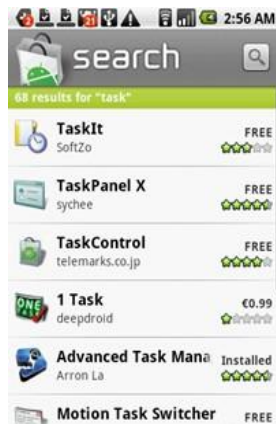 2:56 AM
search
68 results for "task"
TaskIt
FREE
SoftZo
TaskPanel X
FREE
sychee
TaskControl
FREE
telemarks.co.jp
ONE
1 Task
€0.99
deepdroid
Advanced Task Mana
Installed
Arron La
Motion Task Switcher
FREE